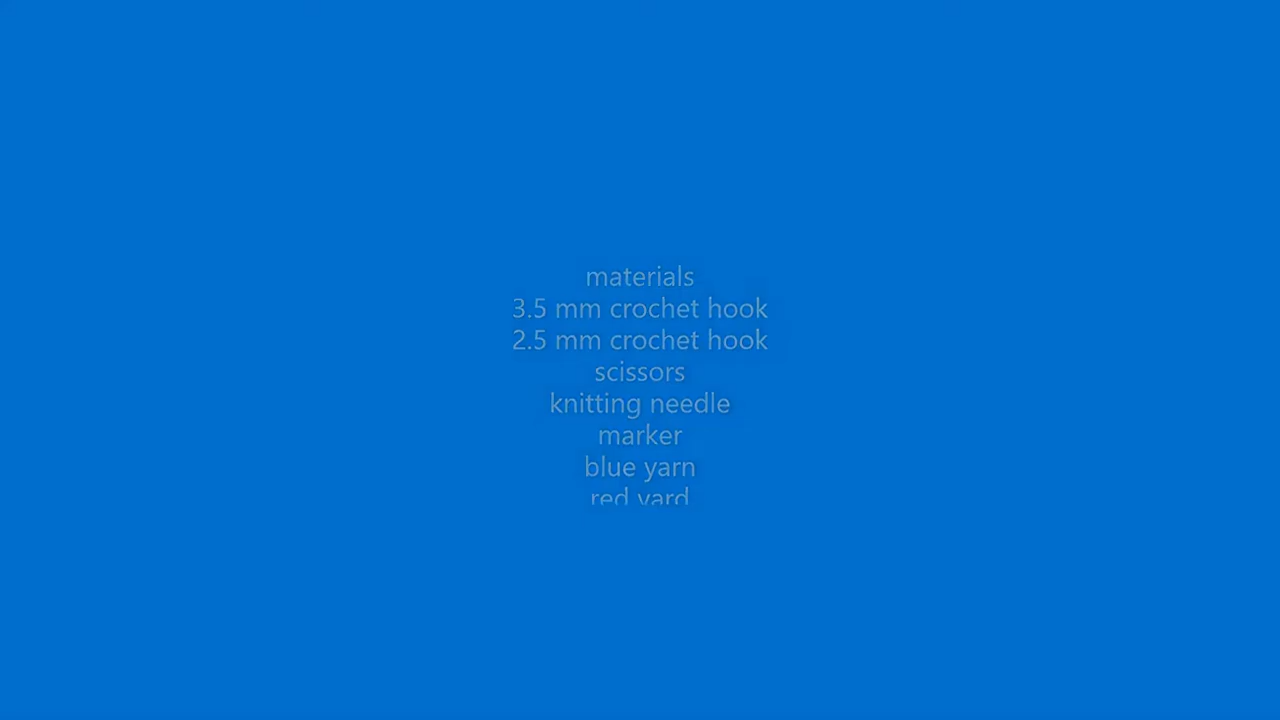 materials
3.5 mm crochet hook
2.5 mm crochet hook
scissors
knitting needle
marker
blue yarn
red yard